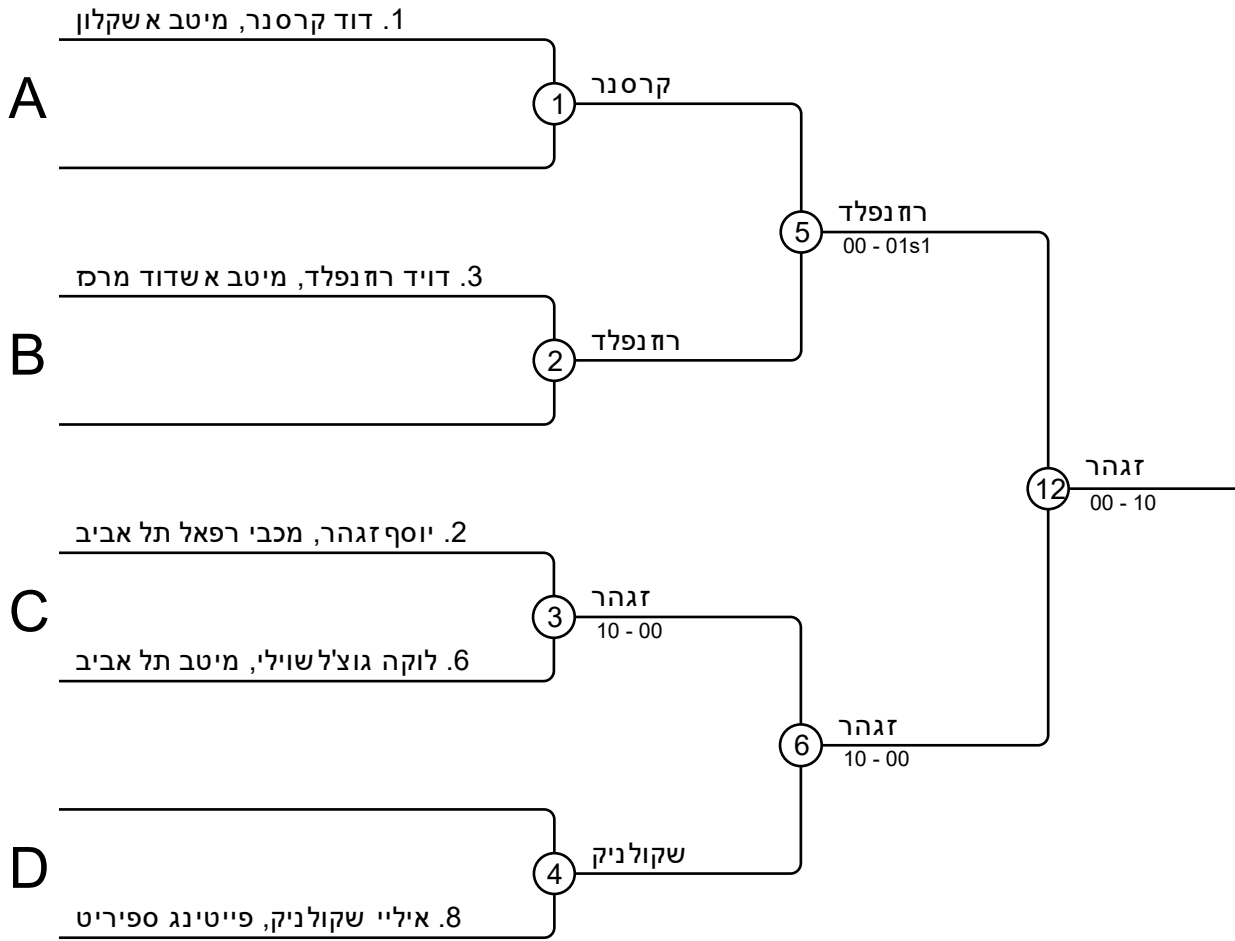 1. דוד קרסנר, מיטב אשקלון
A
1
קרסנר
5
רוזנפלד
00 - 01s1
3. דויד רוזנפלד, מיטב אשדוד מרכז
B
2
רוזנפלד
12
זגהר
00 - 10
2. יוסף זגהר, מכבי רפאל תל אביב
C
3
זגהר
10 - 00
6. לוקה גוצ'לשוילי, מיטב תל אביב
6
זגהר
10 - 00
D
4
שקולניק
8. איליי שקולניק, פייטינג ספיריט